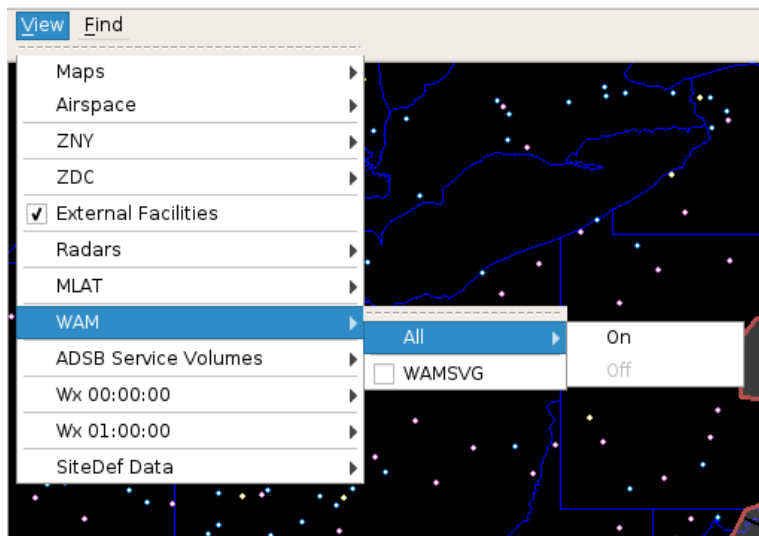 View Find
Maps
Airspace
ZNY
ZDC
External Facilities
Radars
MLAT
WAM
All
On
Off
WAMSVG
ADSB Service Volumes
Wx 00:00:00
Wx 01:00:00
SiteDef Data